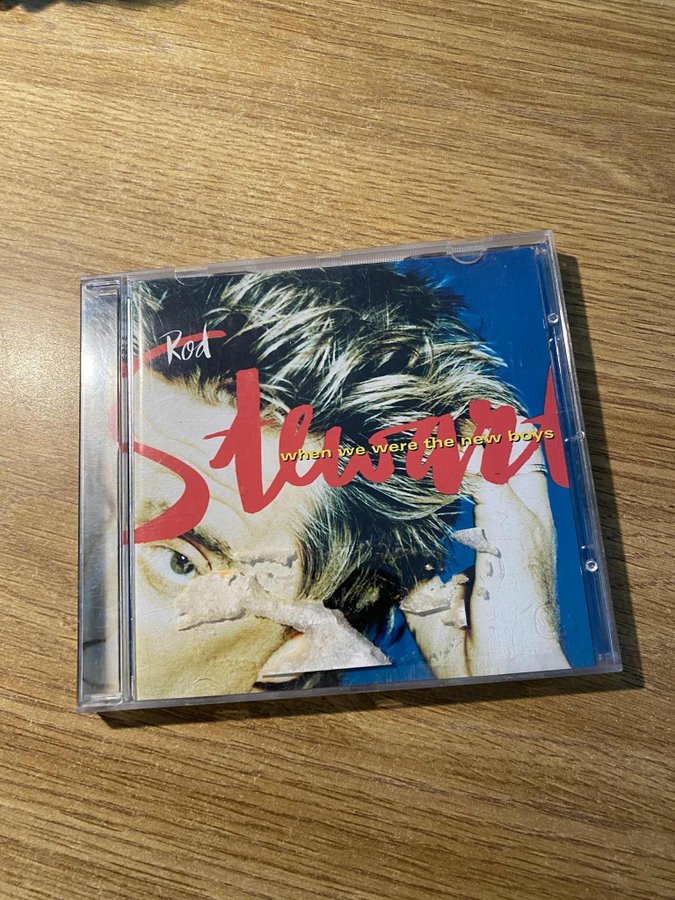 Rod
Stewart
when we were the new boys